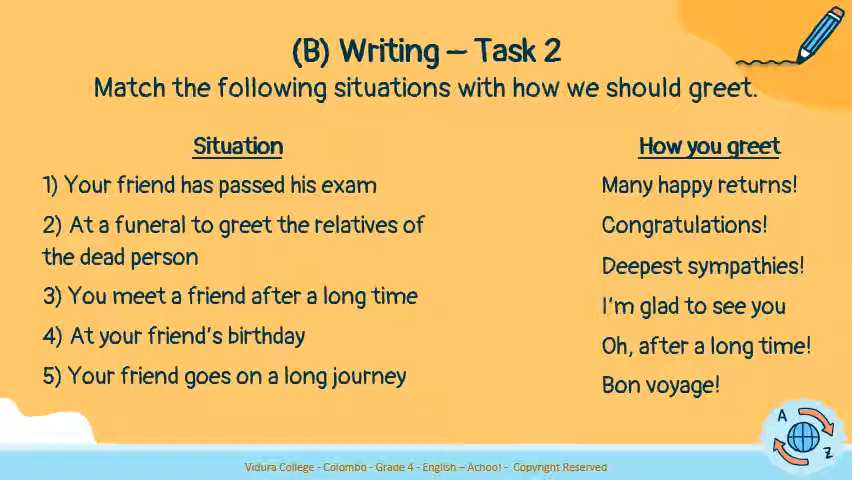 (B) Writing – Task 2
Match the following situations with how we should greet.
Situation
1) Your friend has passed his exam
2) At a funeral to greet the relatives of
the dead person
3) You meet a friend after a long time
4) At your friend's birthday
5) Your friend goes on a long journey
How you greet
Many happy returns!
Congratulations!
Deepest sympathies!
I'm glad to see you
Oh, after a long time!
Bon voyage!
A
Z
Vidura College - Colombo - Grade 4 - English – Achoo! - Copyright Reserved